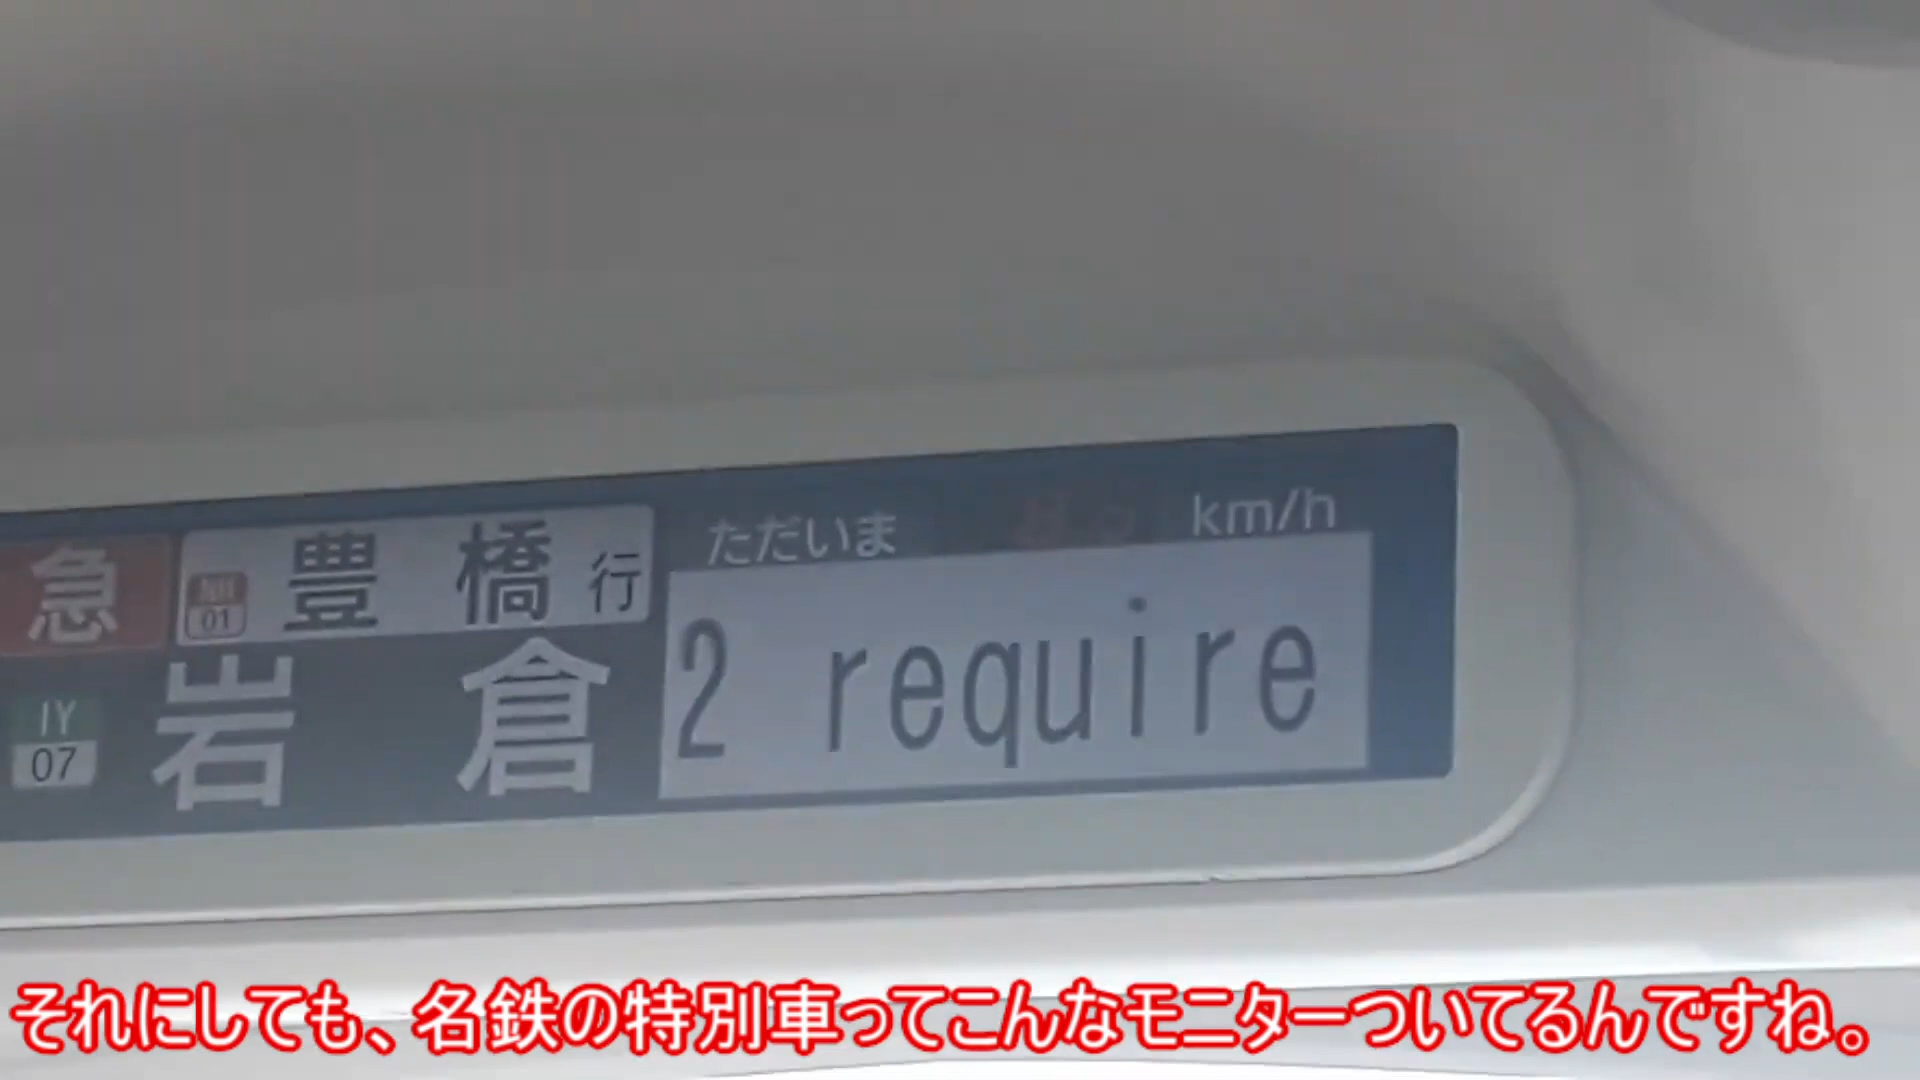 急 NH 01 豊橋 行
ただいま km/h
IY 07 岩倉
2 require
それにしても、名鉄の特別車ってこんなモニターついてるんですね。